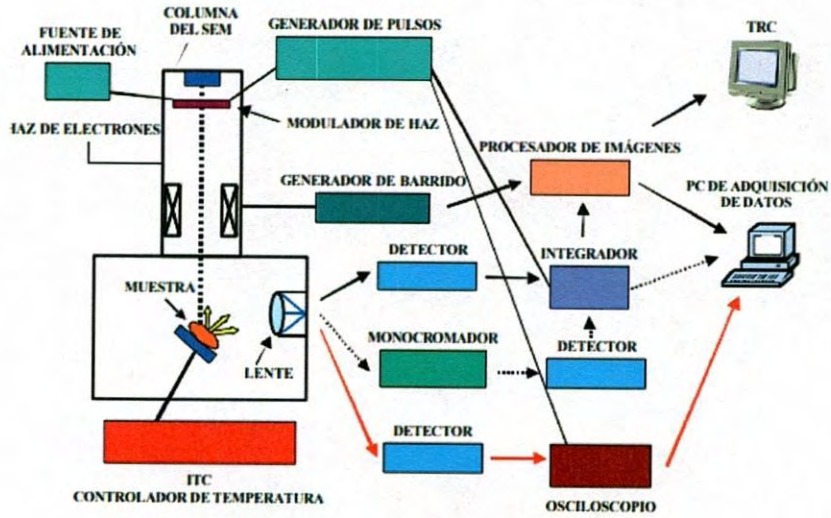 COLUMNA
DEL SEM
GENERADOR DE PULSOS
TRC
FUENTE DE
ALIMENTACIÓN
HAZ DE ELECTRONES
MODULADOR DE HAZ
PROCESADOR DE IMÁGENES
GENERADOR DE BARRIDO
PC DE ADQUISICIÓN
DE DATOS
DETECTOR
INTEGRADOR
MUESTRA
MONOCROMADOR
DETECTOR
LENTE
DETECTOR
ITC
CONTROLADOR DE TEMPERATURA
OSCILOSCOPIO